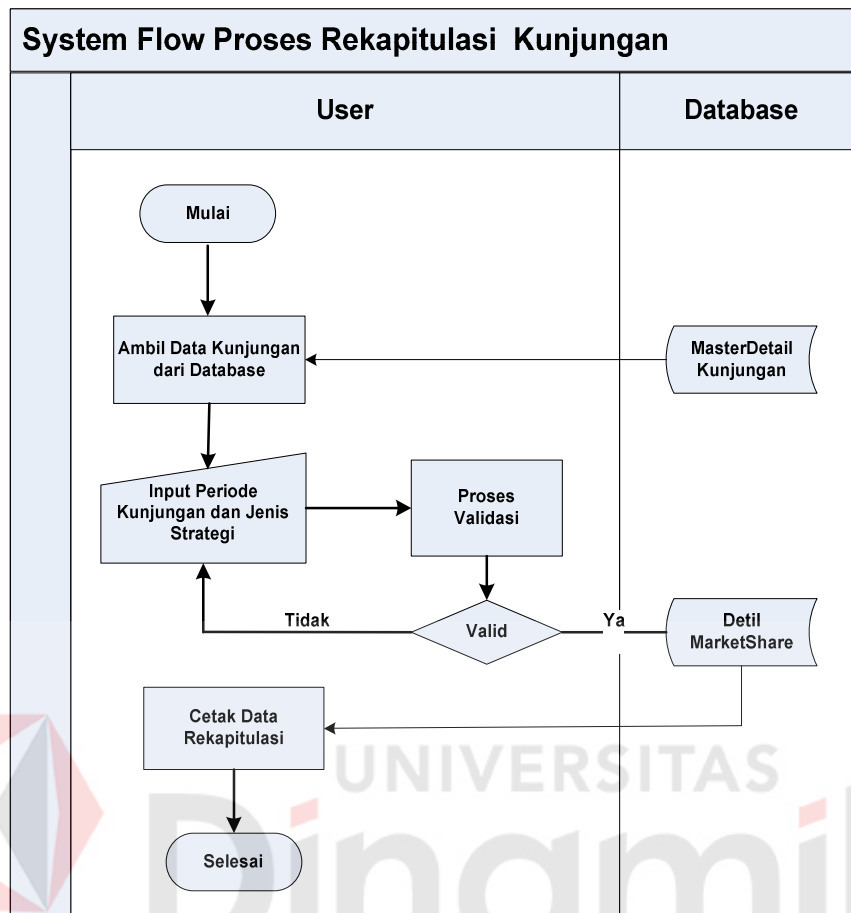 System Flow Proses Rekapitulasi Kunjungan
User
Database
Mulai
Ambil Data Kunjungan
dari Database
MasterDetail
Kunjungan
Input Periode
Kunjungan dan Jenis
Strategi
Proses
Validasi
Tidak
Valid
Ya
Detil
MarketShare
Cetak Data
Rekapitulasi
Selesai
UNIVERSITAS